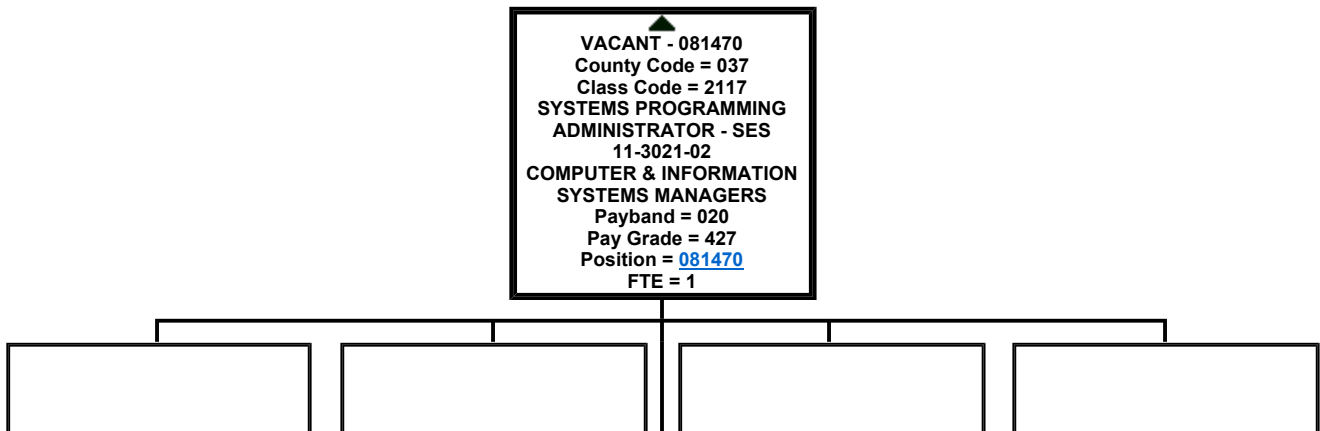 VACANT - 081470
County Code = 037
Class Code = 2117
SYSTEMS PROGRAMMING
ADMINISTRATOR - SES
11-3021-02
COMPUTER & INFORMATION
SYSTEMS MANAGERS
Payband = 020
Pay Grade = 427
Position = 081470
FTE = 1